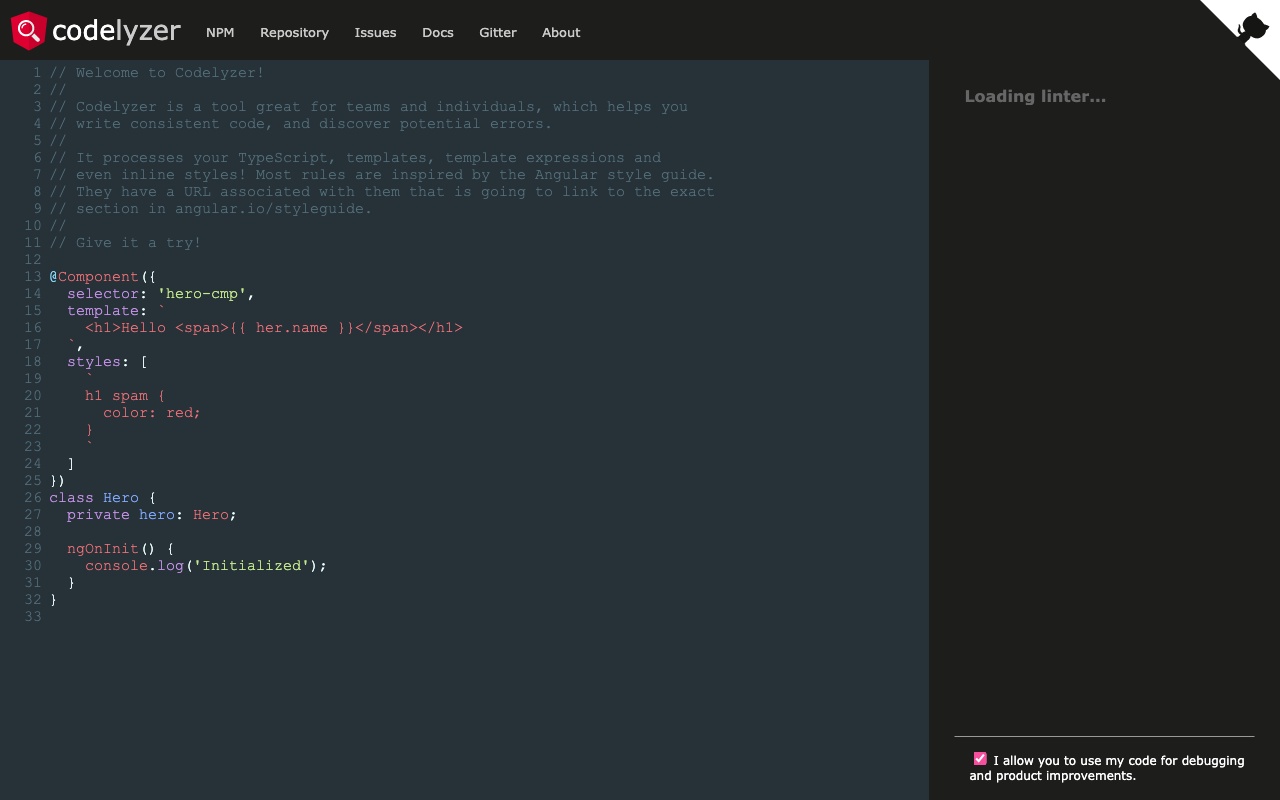 codelyzer NPM Repository Issues Docs Gitter About
1 // Welcome to Codelyzer!
2 //
3 // Codelyzer is a tool great for teams and individuals, which helps you
4 // write consistent code, and discover potential errors.
5 //
6 // It processes your TypeScript, templates, template expressions and
7 // even inline styles! Most rules are inspired by the Angular style guide.
8 // They have a URL associated with them that is going to link to the exact
9 // section in angular.io/styleguide.
10 //
11 // Give it a try!
12
13 @Component({
14   selector: 'hero-cmp',
15   template: `
16     <h1>Hello <span>{{ her.name }}</span></h1>
17   `,
18   styles: [
19     `
20     h1 spam {
21       color: red;
22     }
23     `
24   ]
25 })
26 class Hero {
27   private hero: Hero;
28
29   ngOnInit() {
30     console.log('Initialized');
31   }
32 }
33
Loading linter...
I allow you to use my code for debugging
and product improvements.